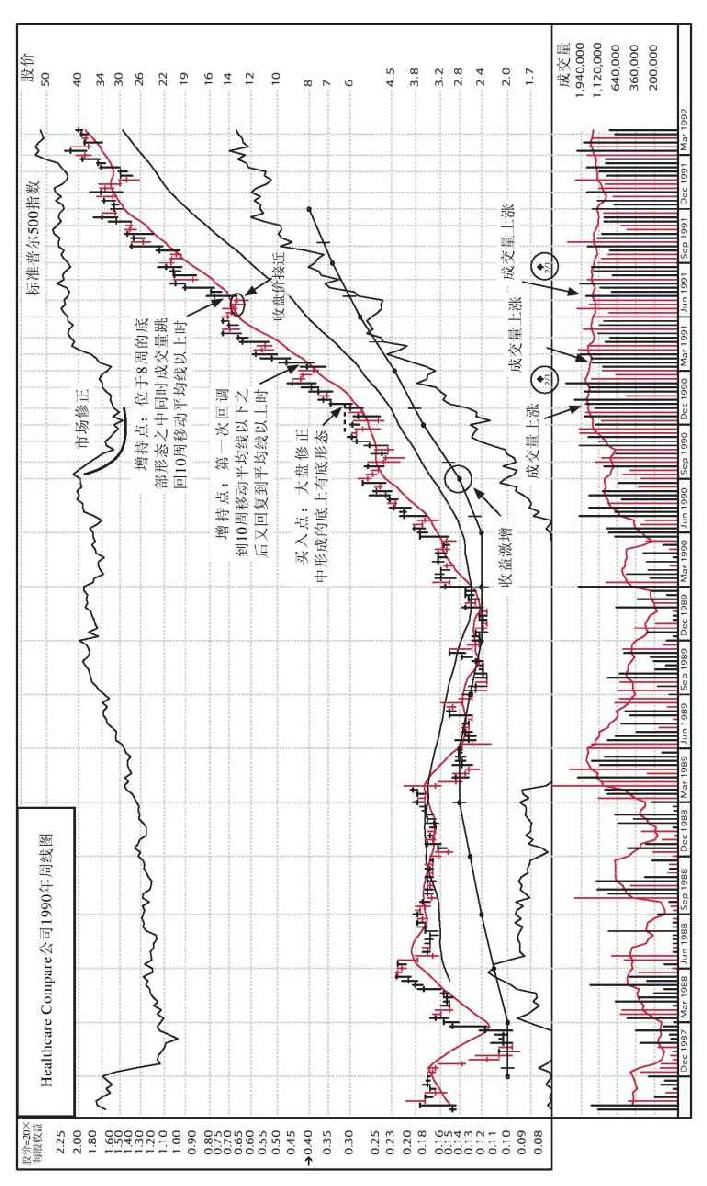 Healthcare Compare公司1990年周线图
标准普尔500指数
市场修正
增持点：位于8周的底
部形态之中同时成交量跳
回10周移动平均线以上时
增持点：第一次回调
到10周移动平均线以下之
后又回复到平均线以上时
买入点：大盘修正
中形成的底上有底形态
收盘价接近
收益激增
成交量上涨
成交量上涨
成交量上涨
2/1
2/1
股价
50
40
34
30
26
22
19
16
14
12
10
8
7
6
4.5
3.8
3.2
2.8
2.4
2.0
1.7
成交量
1,940,000
1,120,000
640,000
360,000
200,000
股价=20×
每股收益
2.25
2.00
1.80
1.60
1.50
1.40
1.30
1.20
1.10
1.00
0.90
0.80
0.75
0.70
0.65
0.60
0.55
0.50
0.45
0.40
0.35
0.30
0.25
0.23
0.20
0.18
0.16
0.15
0.14
0.13
0.12
0.11
0.10
0.09
0.08
Dec 1987
Mar 1988
Jun 1988
Sep 1988
Dec 1988
Mar 1989
Jun 1989
Sep 1989
Dec 1989
Mar 1990
Jun 1990
Sep 1990
Dec 1990
Mar 1991
Jun 1991
Sep 1991
Dec 1991
Mar 1992